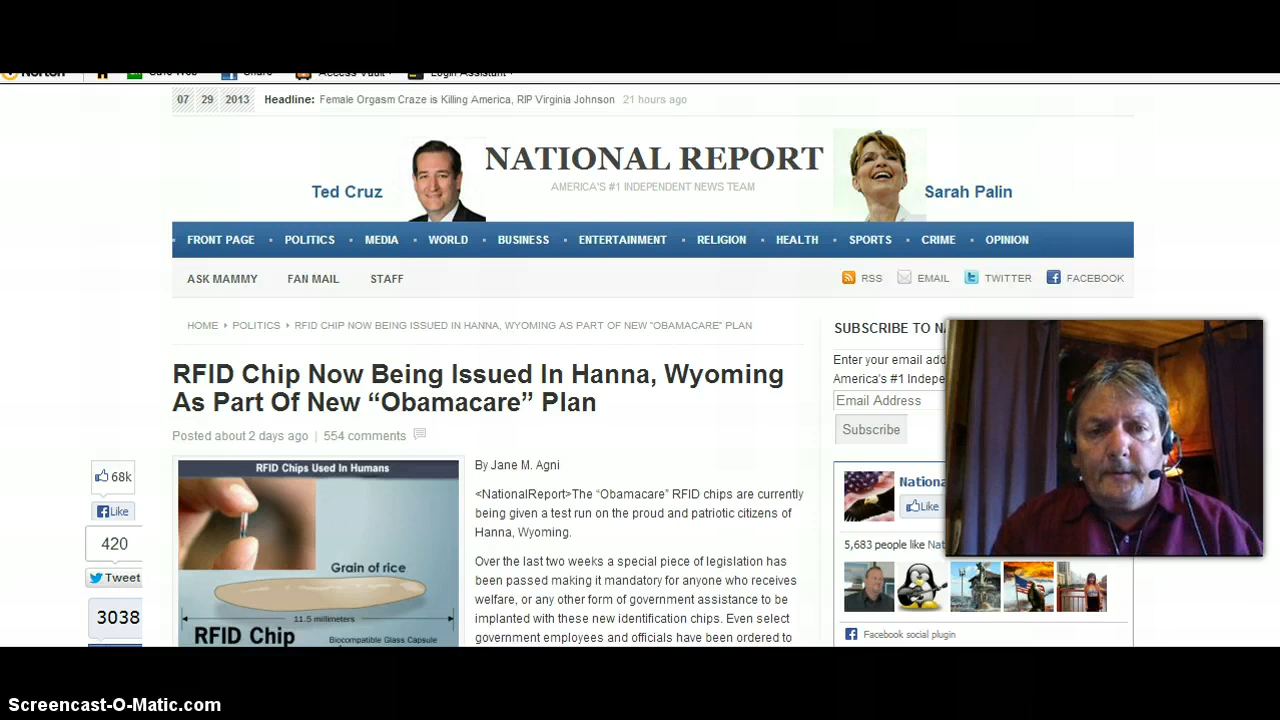 Norton
Safe Web
Share
Access Vault
Login Assistant
07 29 2013 Headline: Female Orgasm Craze is Killing America, RIP Virginia Johnson 21 hours ago
NATIONAL REPORT
AMERICA'S #1 INDEPENDENT NEWS TEAM
Ted Cruz
Sarah Palin
FRONT PAGE POLITICS MEDIA WORLD BUSINESS ENTERTAINMENT RELIGION HEALTH SPORTS CRIME OPINION
ASK MAMMY FAN MAIL STAFF
RSS EMAIL TWITTER FACEBOOK
HOME POLITICS RFID CHIP NOW BEING ISSUED IN HANNA, WYOMING AS PART OF NEW "OBAMACARE" PLAN
RFID Chip Now Being Issued In Hanna, Wyoming
As Part Of New “Obamacare” Plan
Posted about 2 days ago | 554 comments
68k
Like
420
Tweet
3038
RFID Chips Used In Humans
Grain of rice
11.5 millimeters
RFID Chip
Biocompatible Glass Capsule
By Jane M. Agni
<NationalReport>The “Obamacare” RFID chips are currently
being given a test run on the proud and patriotic citizens of
Hanna, Wyoming.
Over the last two weeks a special piece of legislation has
been passed making it mandatory for anyone who receives
welfare, or any other form of government assistance to be
implanted with these new identification chips. Even select
government employees and officials have been ordered to
SUBSCRIBE TO NA
Enter your email add
America's #1 Indepe
Email Address
Subscribe
Nationa
Like
5,683 people like Nat
Facebook social plugin
Screencast-O-Matic.com